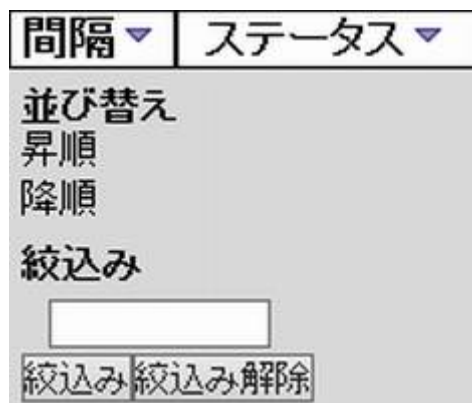 間隔 ステータス
並び替え
昇順
降順
絞込み
絞込み 絞込み解除